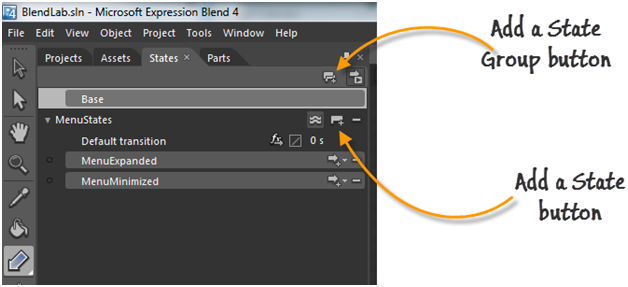 BlendLab.sln - Microsoft Expression Blend 4
File Edit View Object Project Tools Window Help
Projects Assets States × Parts
Base
MenuStates
Default transition fx 0 s
MenuExpanded
MenuMinimized
Add a State
Group button
Add a State
button